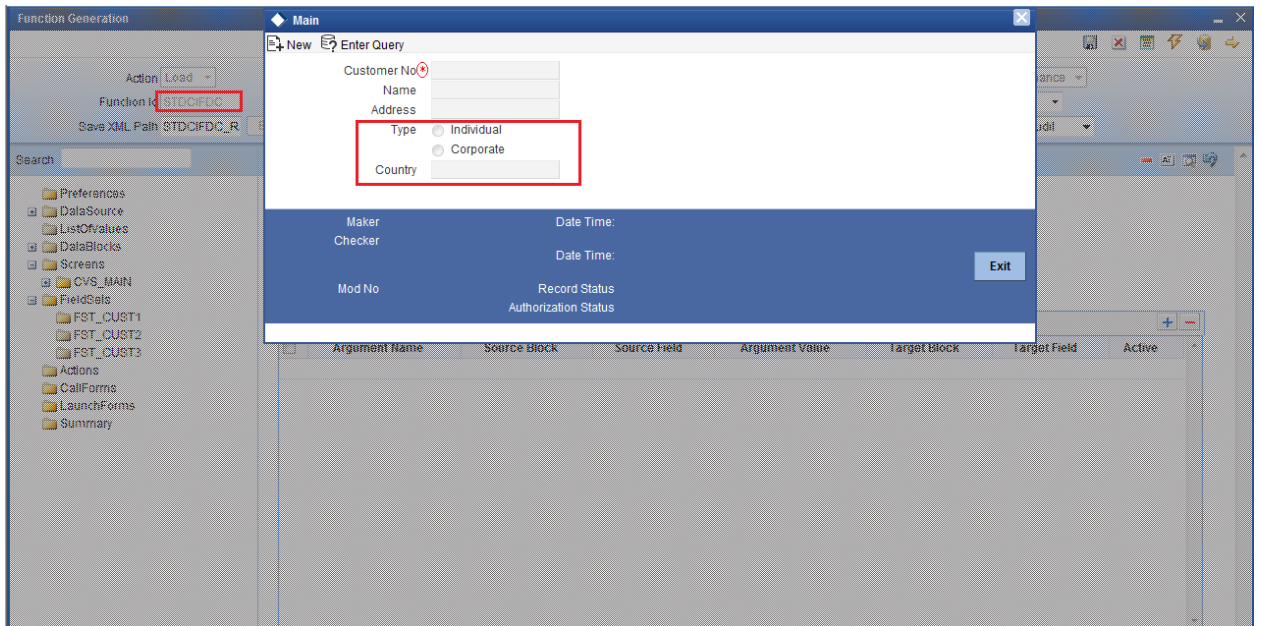 Function Generation
Main
New Enter Query
Action Load
Function Id STDCIFDC
Save XML Path STDCIFDC_R
Customer No
Name
Address
Type Individual
Corporate
Country
Search
Preferences
DataSource
ListOfValues
DataBlocks
Screens
CVS_MAIN
FieldSets
FST_CUST1
FST_CUST2
FST_CUST3
Actions
CallForms
LaunchForms
Summary
Maker Date Time:
Checker
Date Time:
Exit
Mod No Record Status
Authorization Status
Argument Name Source Block Source Field Argument Value Target Block Target Field Active